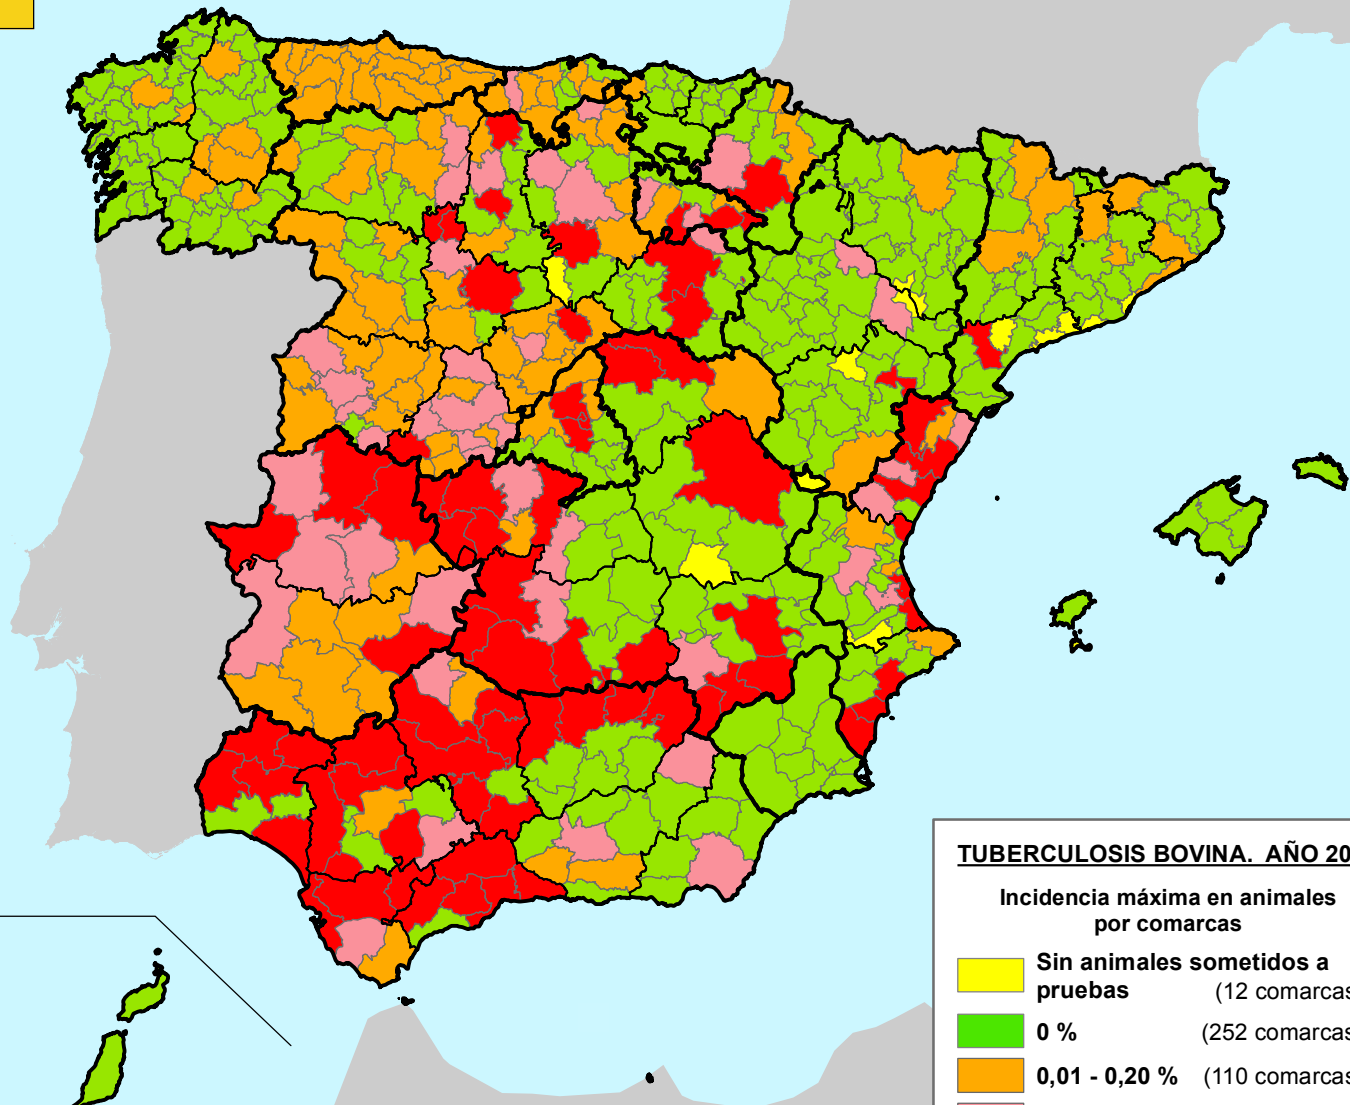 TUBERCULOSIS BOVINA. AÑO 20
Incidencia máxima en animales
por comarcas
Sin animales sometidos a
pruebas (12 comarcas
0 % (252 comarcas
0,01 - 0,20 % (110 comarcas